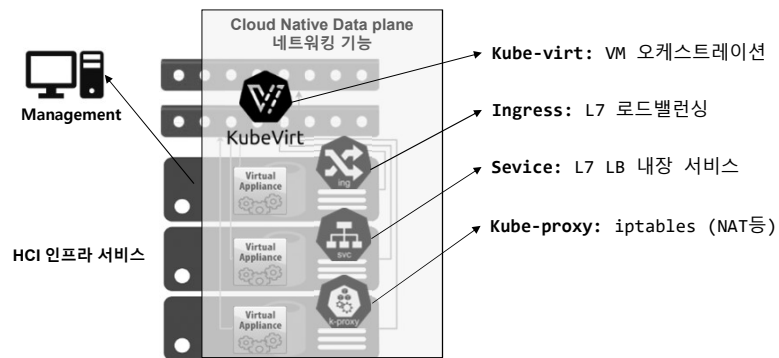 Cloud Native Data plane
네트워킹 기능
Management
KubeVirt
Virtual
Appliance
ing
Virtual
Appliance
svc
Virtual
Appliance
k-proxy
HCI 인프라 서비스
Kube-virt: VM 오케스트레이션
Ingress: L7 로드밸런싱
Sevice: L7 LB 내장 서비스
Kube-proxy: iptables (NAT등)